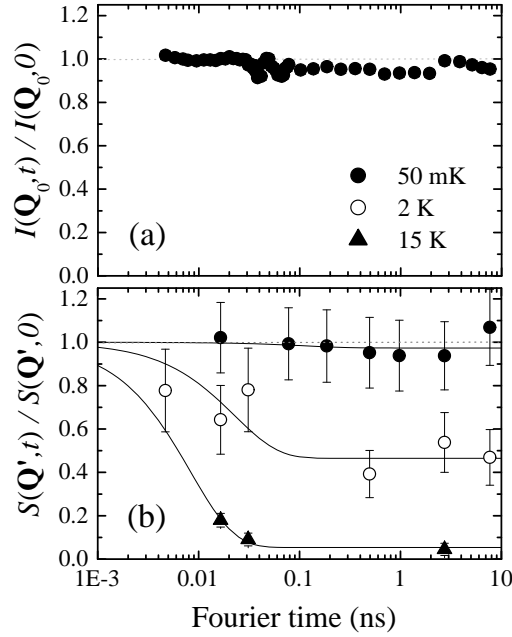 (a)
I(Q₀,t) / I(Q₀,0)
1.2
1.0
0.8
0.6
0.4
0.2
0.0
50 mK
2 K
15 K
(b)
S(Q',t) / S(Q',0)
1.2
1.0
0.8
0.6
0.4
0.2
0.0
1E-3 0.01 0.1 1 10
Fourier time (ns)